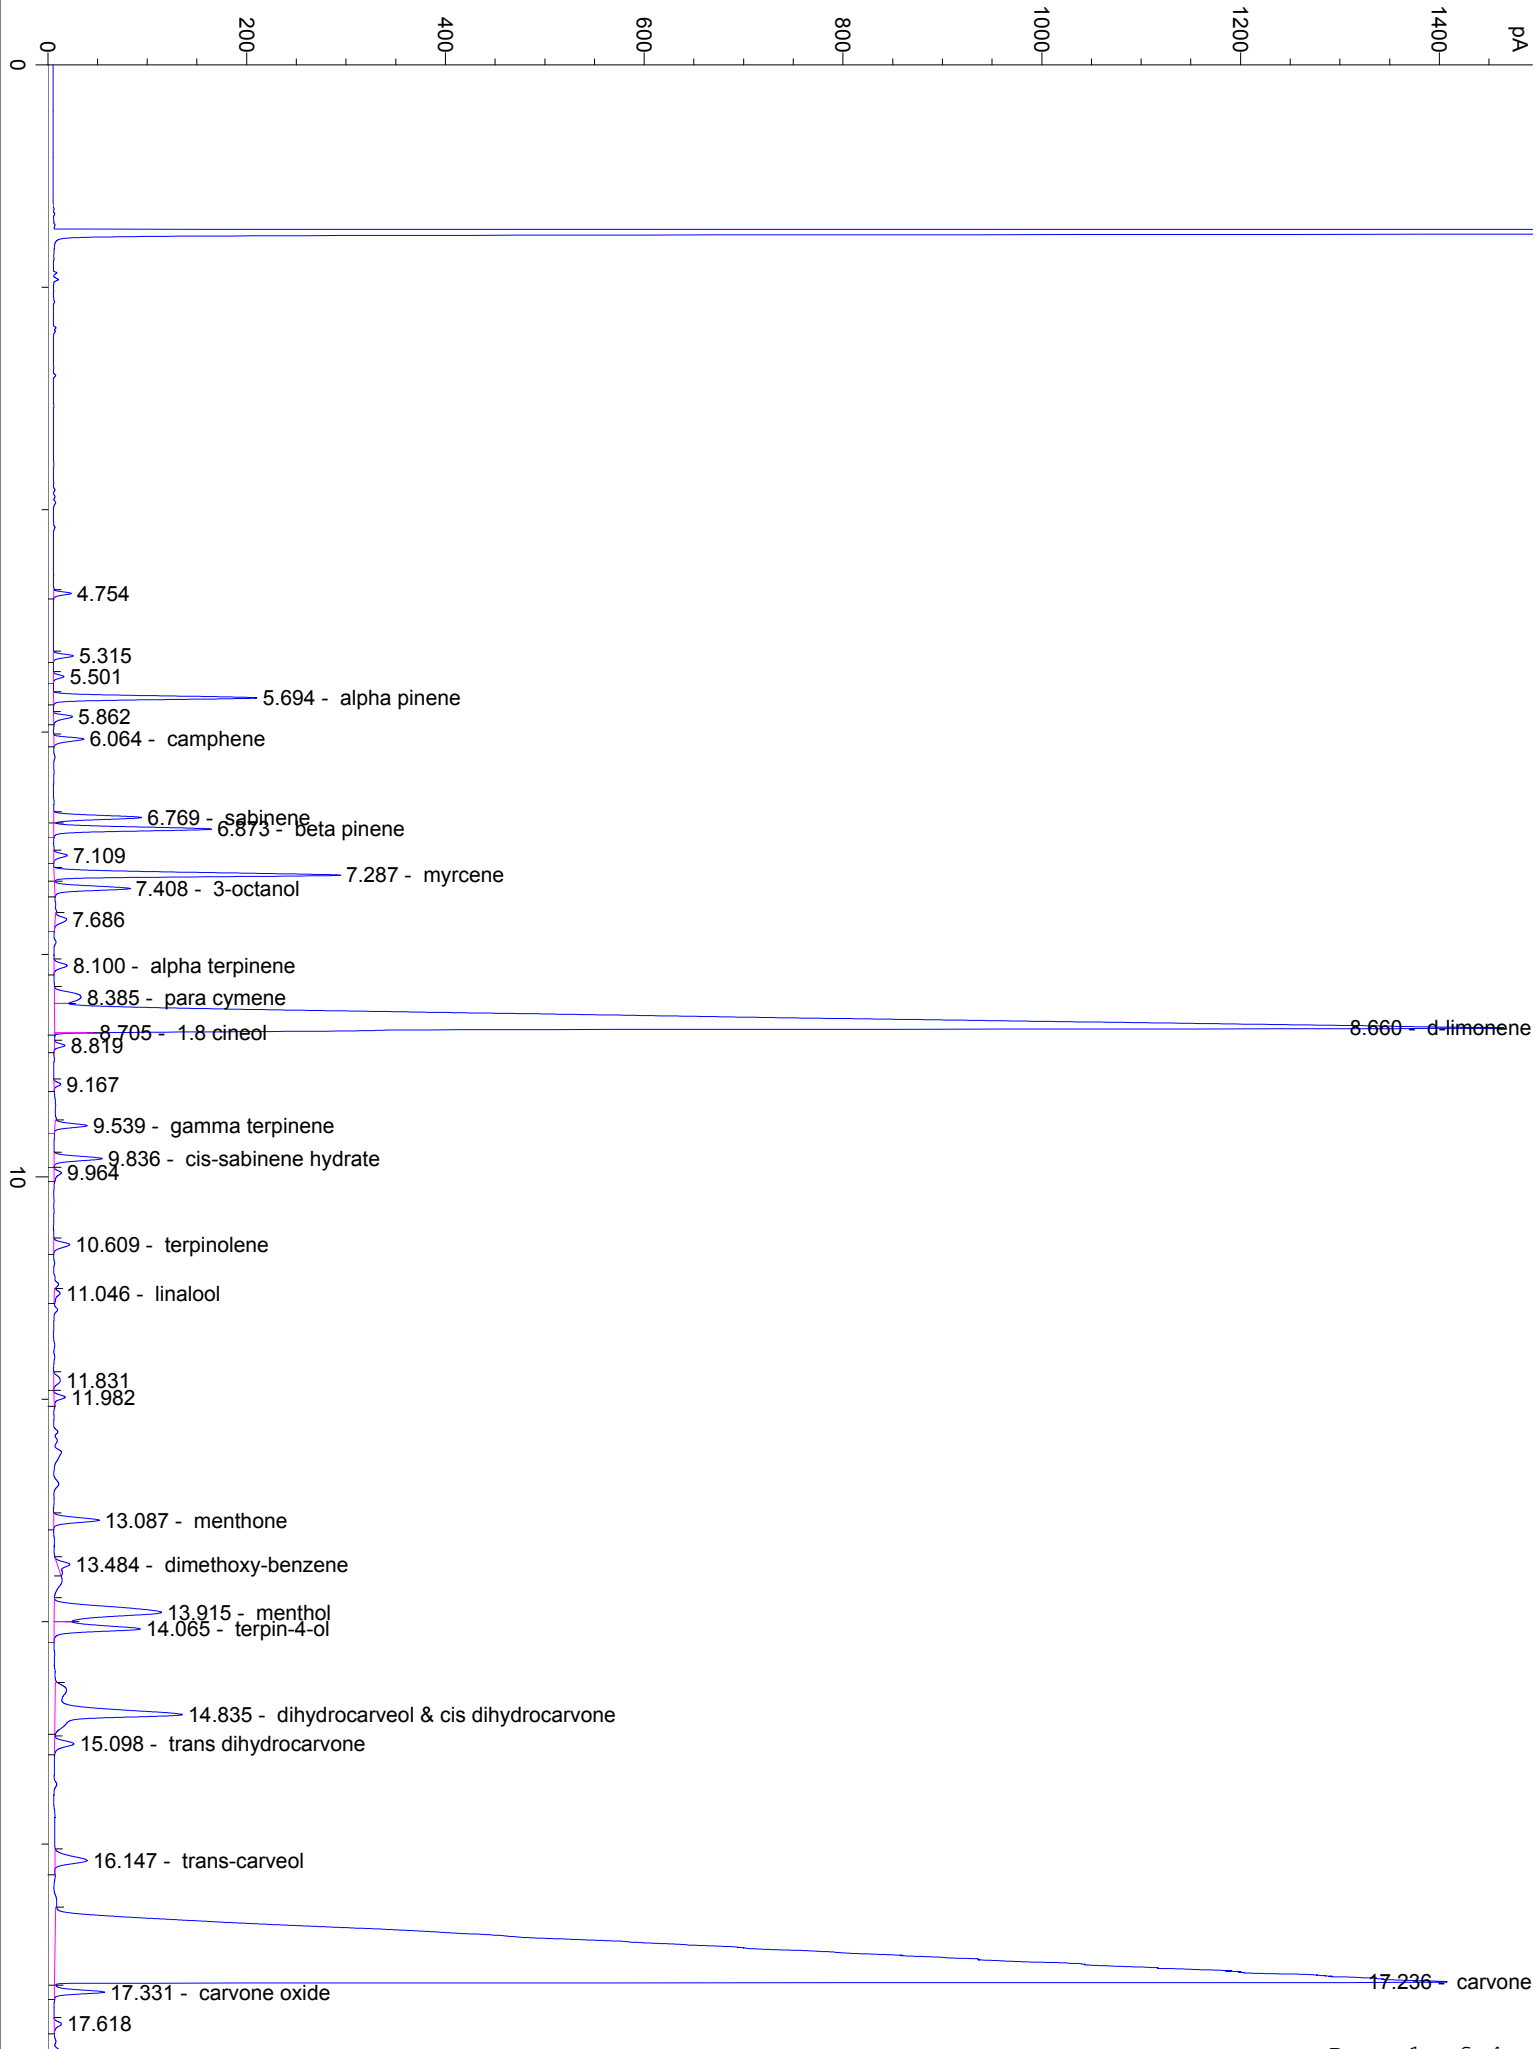 pA
0
200
400
600
800
1000
1200
1400
0
4.754
5.315
5.501
5.694 - alpha pinene
5.862
6.064 - camphene
6.769 - sabinene
6.873 - beta pinene
7.109
7.287 - myrcene
7.408 - 3-octanol
7.686
8.100 - alpha terpinene
8.385 - para cymene
8.660 - d-limonene
8.705 - 1.8 cineol
8.819
9.167
9.539 - gamma terpinene
9.836 - cis-sabinene hydrate
9.964
10
10.609 - terpinolene
11.046 - linalool
11.831
11.982
13.087 - menthone
13.484 - dimethoxy-benzene
13.915 - menthol
14.065 - terpin-4-ol
14.835 - dihydrocarveol & cis dihydrocarvone
15.098 - trans dihydrocarvone
16.147 - trans-carveol
17.236 - carvone
17.331 - carvone oxide
17.618